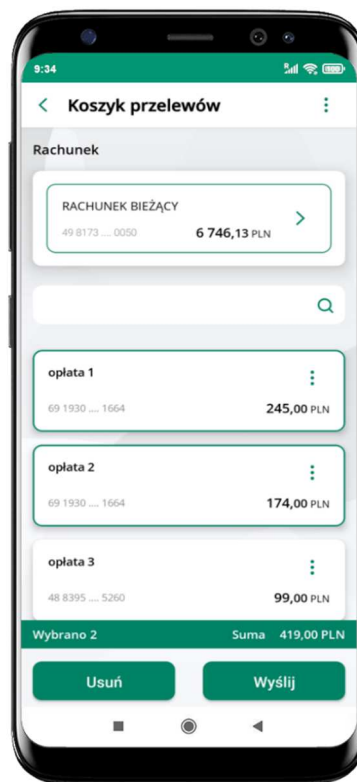 9:34
Koszyk przelewów
Rachunek
RACHUNEK BIEŻĄCY
49 8173 .... 0050 6 746,13 PLN
opłata 1
69 1930 .... 1664 245,00 PLN
opłata 2
69 1930 .... 1664 174,00 PLN
opłata 3
48 8395 .... 5260 99,00 PLN
Wybrano 2 Suma 419,00 PLN
Usuń Wyślij